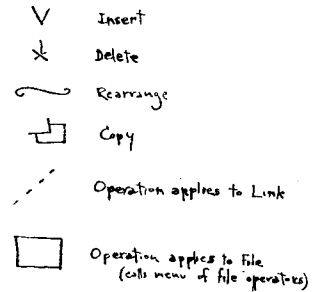 Insert
Delete
Rearrange
Copy
Operation applies to Link
Operation applies to File
(calls menu of file operators)